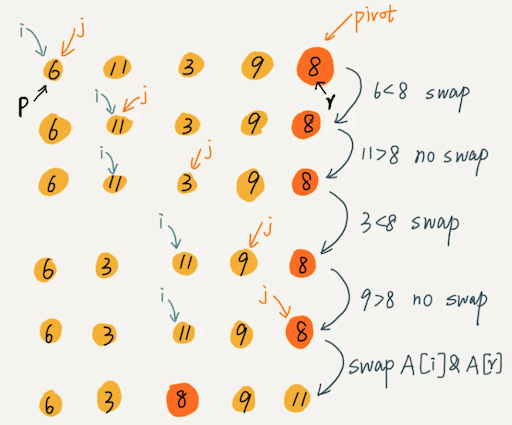 i j pivot
6 11 3 9 8
p r
6<8 swap
i j
6 11 3 9 8
11>8 no swap
i j
6 11 3 9 8
3<8 swap
i j
6 3 11 9 8
9>8 no swap
i j
6 3 11 9 8
swap A[i]&A[r]
6 3 8 9 11